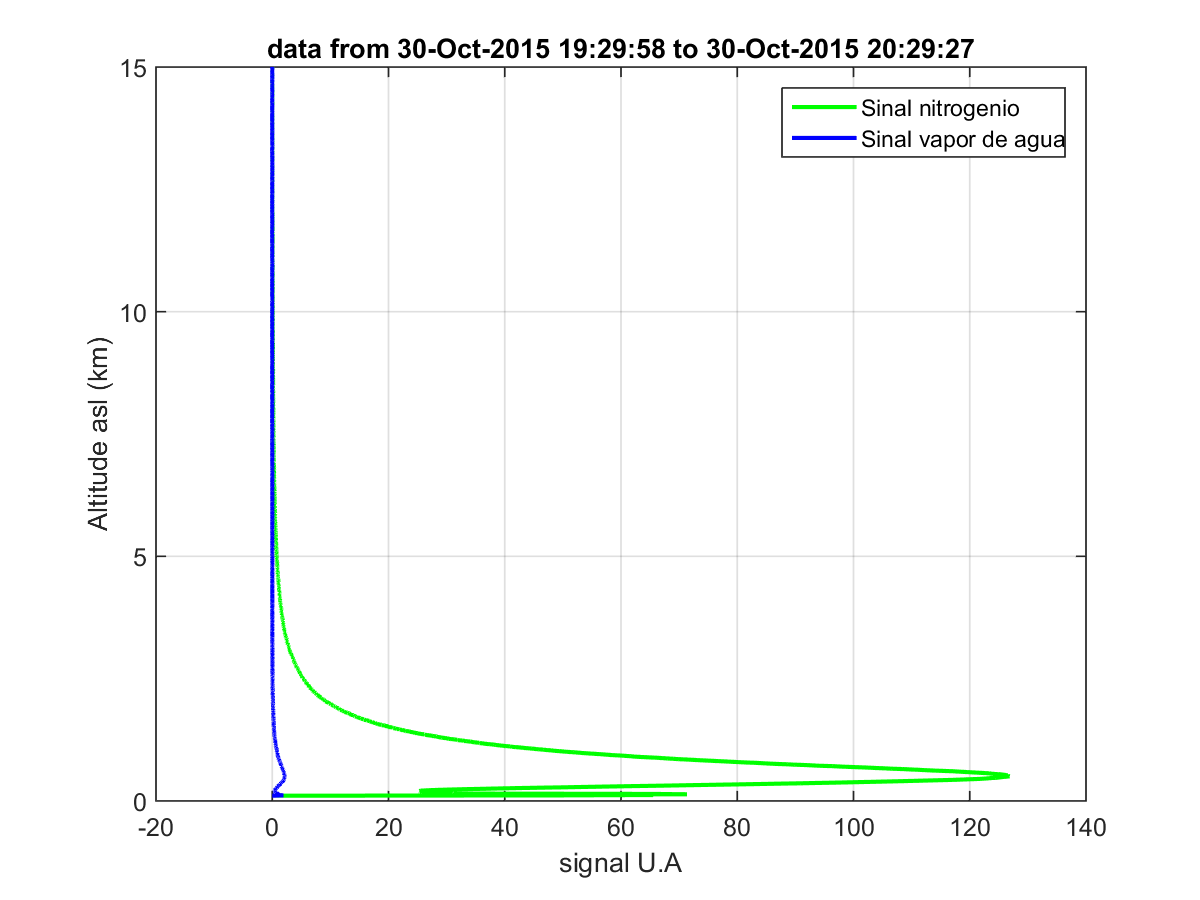 data from 30-Oct-2015 19:29:58 to 30-Oct-2015 20:29:27
Sinal nitrogenio
Sinal vapor de agua
15
10
5
0
Altitude asl (km)
-20 0 20 40 60 80 100 120 140
signal U.A